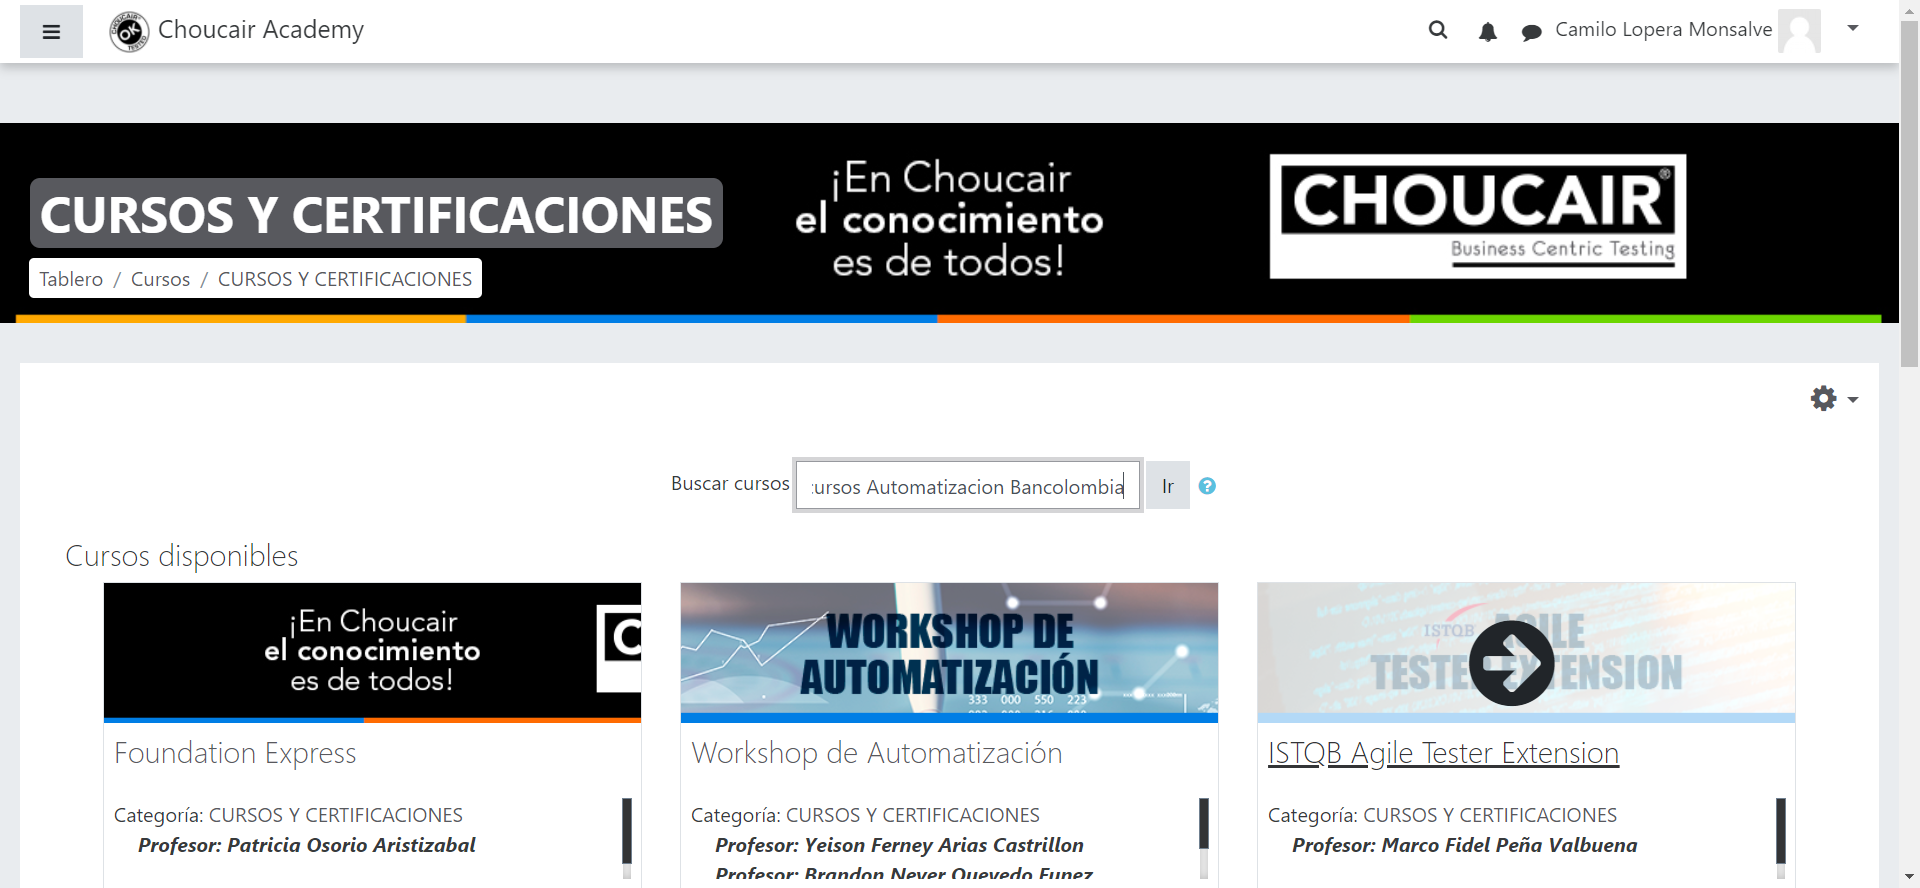 Choucair Academy
Camilo Lopera Monsalve
CURSOS Y CERTIFICACIONES
Tablero / Cursos / CURSOS Y CERTIFICACIONES
¡En Choucair
el conocimiento
es de todos!
CHOUCAIR®
Business Centric Testing
Buscar cursos
Automatizacion Bancolombia
Ir
Cursos disponibles
¡En Choucair
el conocimiento
es de todos!
C
Foundation Express
Categoría: CURSOS Y CERTIFICACIONES
Profesor: Patricia Osorio Aristizabal
WORKSHOP DE
AUTOMATIZACIÓN
333 000 550 223
Workshop de Automatización
Categoría: CURSOS Y CERTIFICACIONES
Profesor: Yeison Ferney Arias Castrillon
Profesor: Brandon Never Quevedo Funez
ISTQB
AGILE
TESTER EXTENSION
ISTQB Agile Tester Extension
Categoría: CURSOS Y CERTIFICACIONES
Profesor: Marco Fidel Peña Valbuena